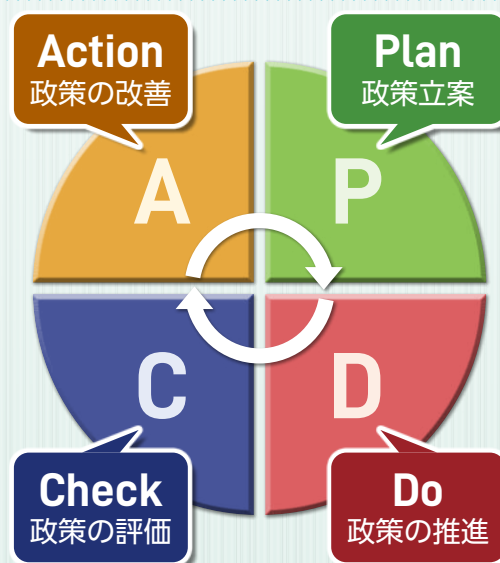 Action
政策の改善
Plan
政策立案
A
P
C
D
Check
政策の評価
Do
政策の推進